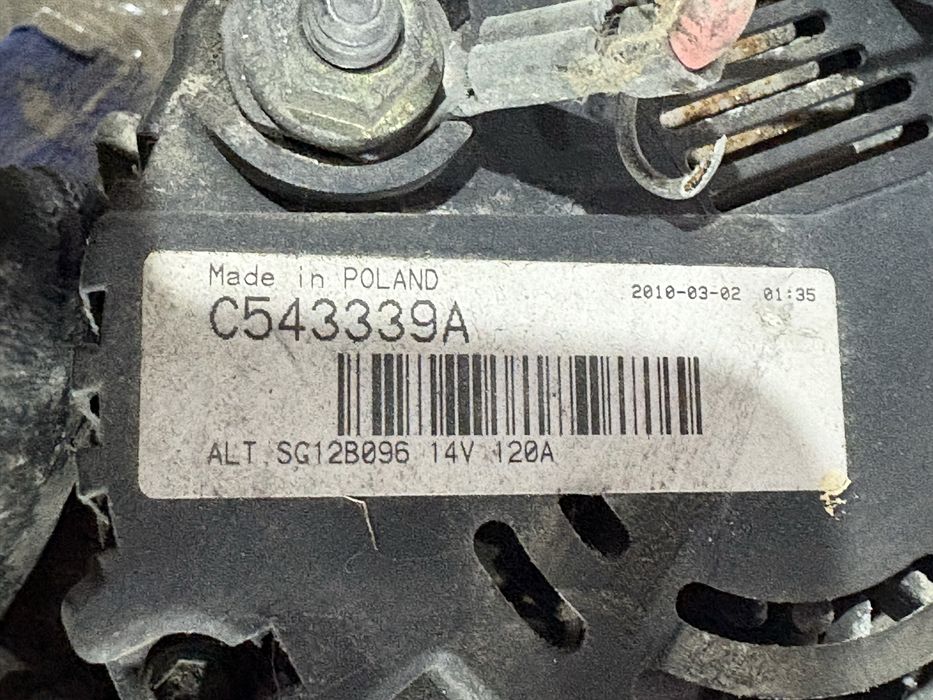 Made in POLAND
2010-03-02 01:35
C543339A
ALT SG12B096 14V 120A